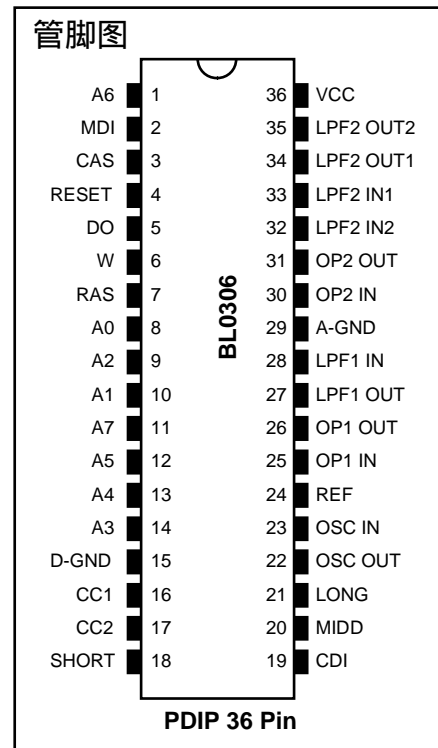 管脚图
A6 1 36 VCC
MDI 2 35 LPF2 OUT2
CAS 3 34 LPF2 OUT1
RESET 4 33 LPF2 IN1
DO 5 32 LPF2 IN2
W 6 31 OP2 OUT
RAS 7 30 OP2 IN
A0 8 29 A-GND
A2 9 28 LPF1 IN
A1 10 27 LPF1 OUT
A7 11 26 OP1 OUT
A5 12 25 OP1 IN
A4 13 24 REF
A3 14 23 OSC IN
D-GND 15 22 OSC OUT
CC1 16 21 LONG
CC2 17 20 MIDD
SHORT 18 19 CDI
BL0306
PDIP 36 Pin